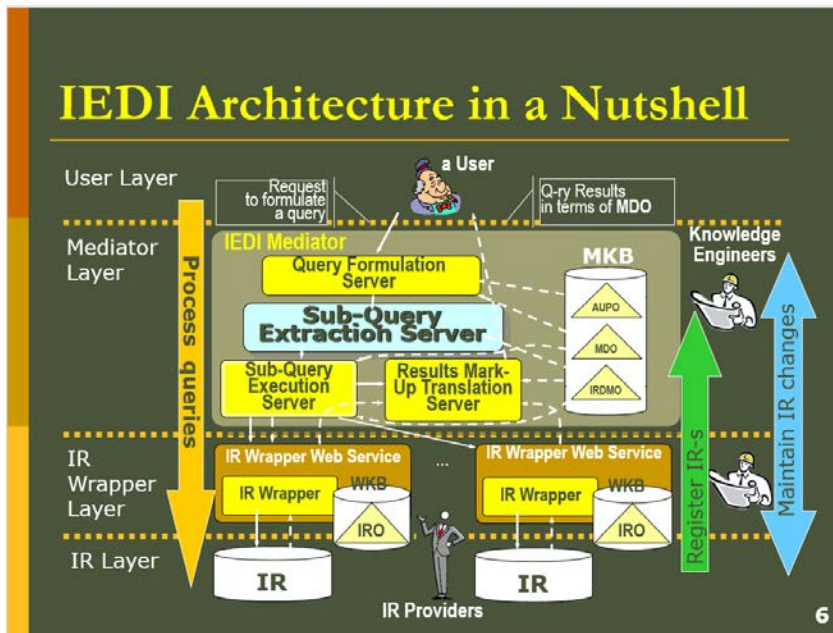 IEDI Architecture in a Nutshell
User Layer
Request
to formulate
a query
a User
Q-ry Results
in terms of MDO
Mediator
Layer
IEDI Mediator
Query Formulation
Server
Sub-Query
Extraction Server
Sub-Query
Execution
Server
Results Mark-
Up Translation
Server
MKB
AUPO
MDO
IRDMO
Knowledge
Engineers
Process queries
IR
Wrapper
Layer
IR Wrapper Web Service
IR Wrapper
WKB
IRO
...
IR Wrapper Web Service
IR Wrapper
WKB
IRO
Register IR-s
Maintain IR changes
IR Layer
IR
IR Providers
IR
6